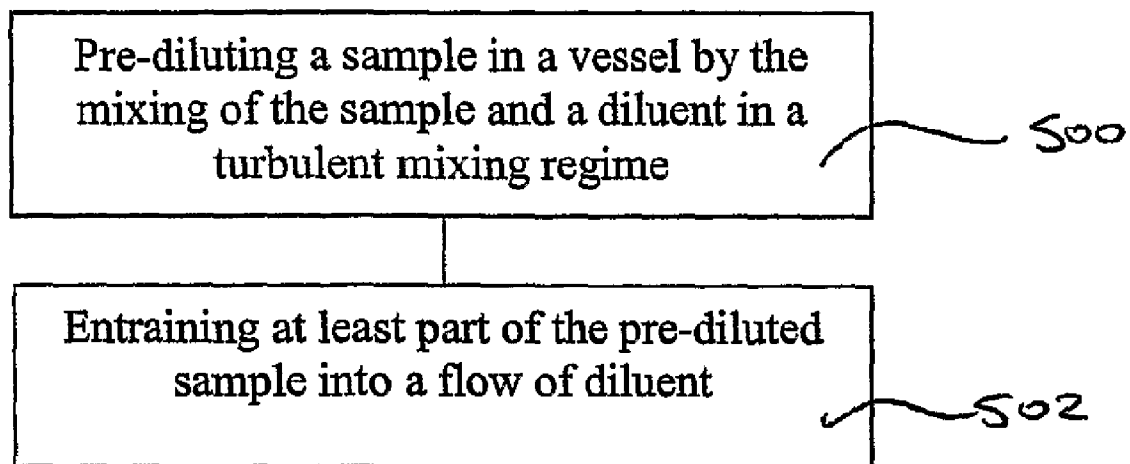 Pre-diluting a sample in a vessel by the
mixing of the sample and a diluent in a
turbulent mixing regime
500
Entraining at least part of the pre-diluted
sample into a flow of diluent
502